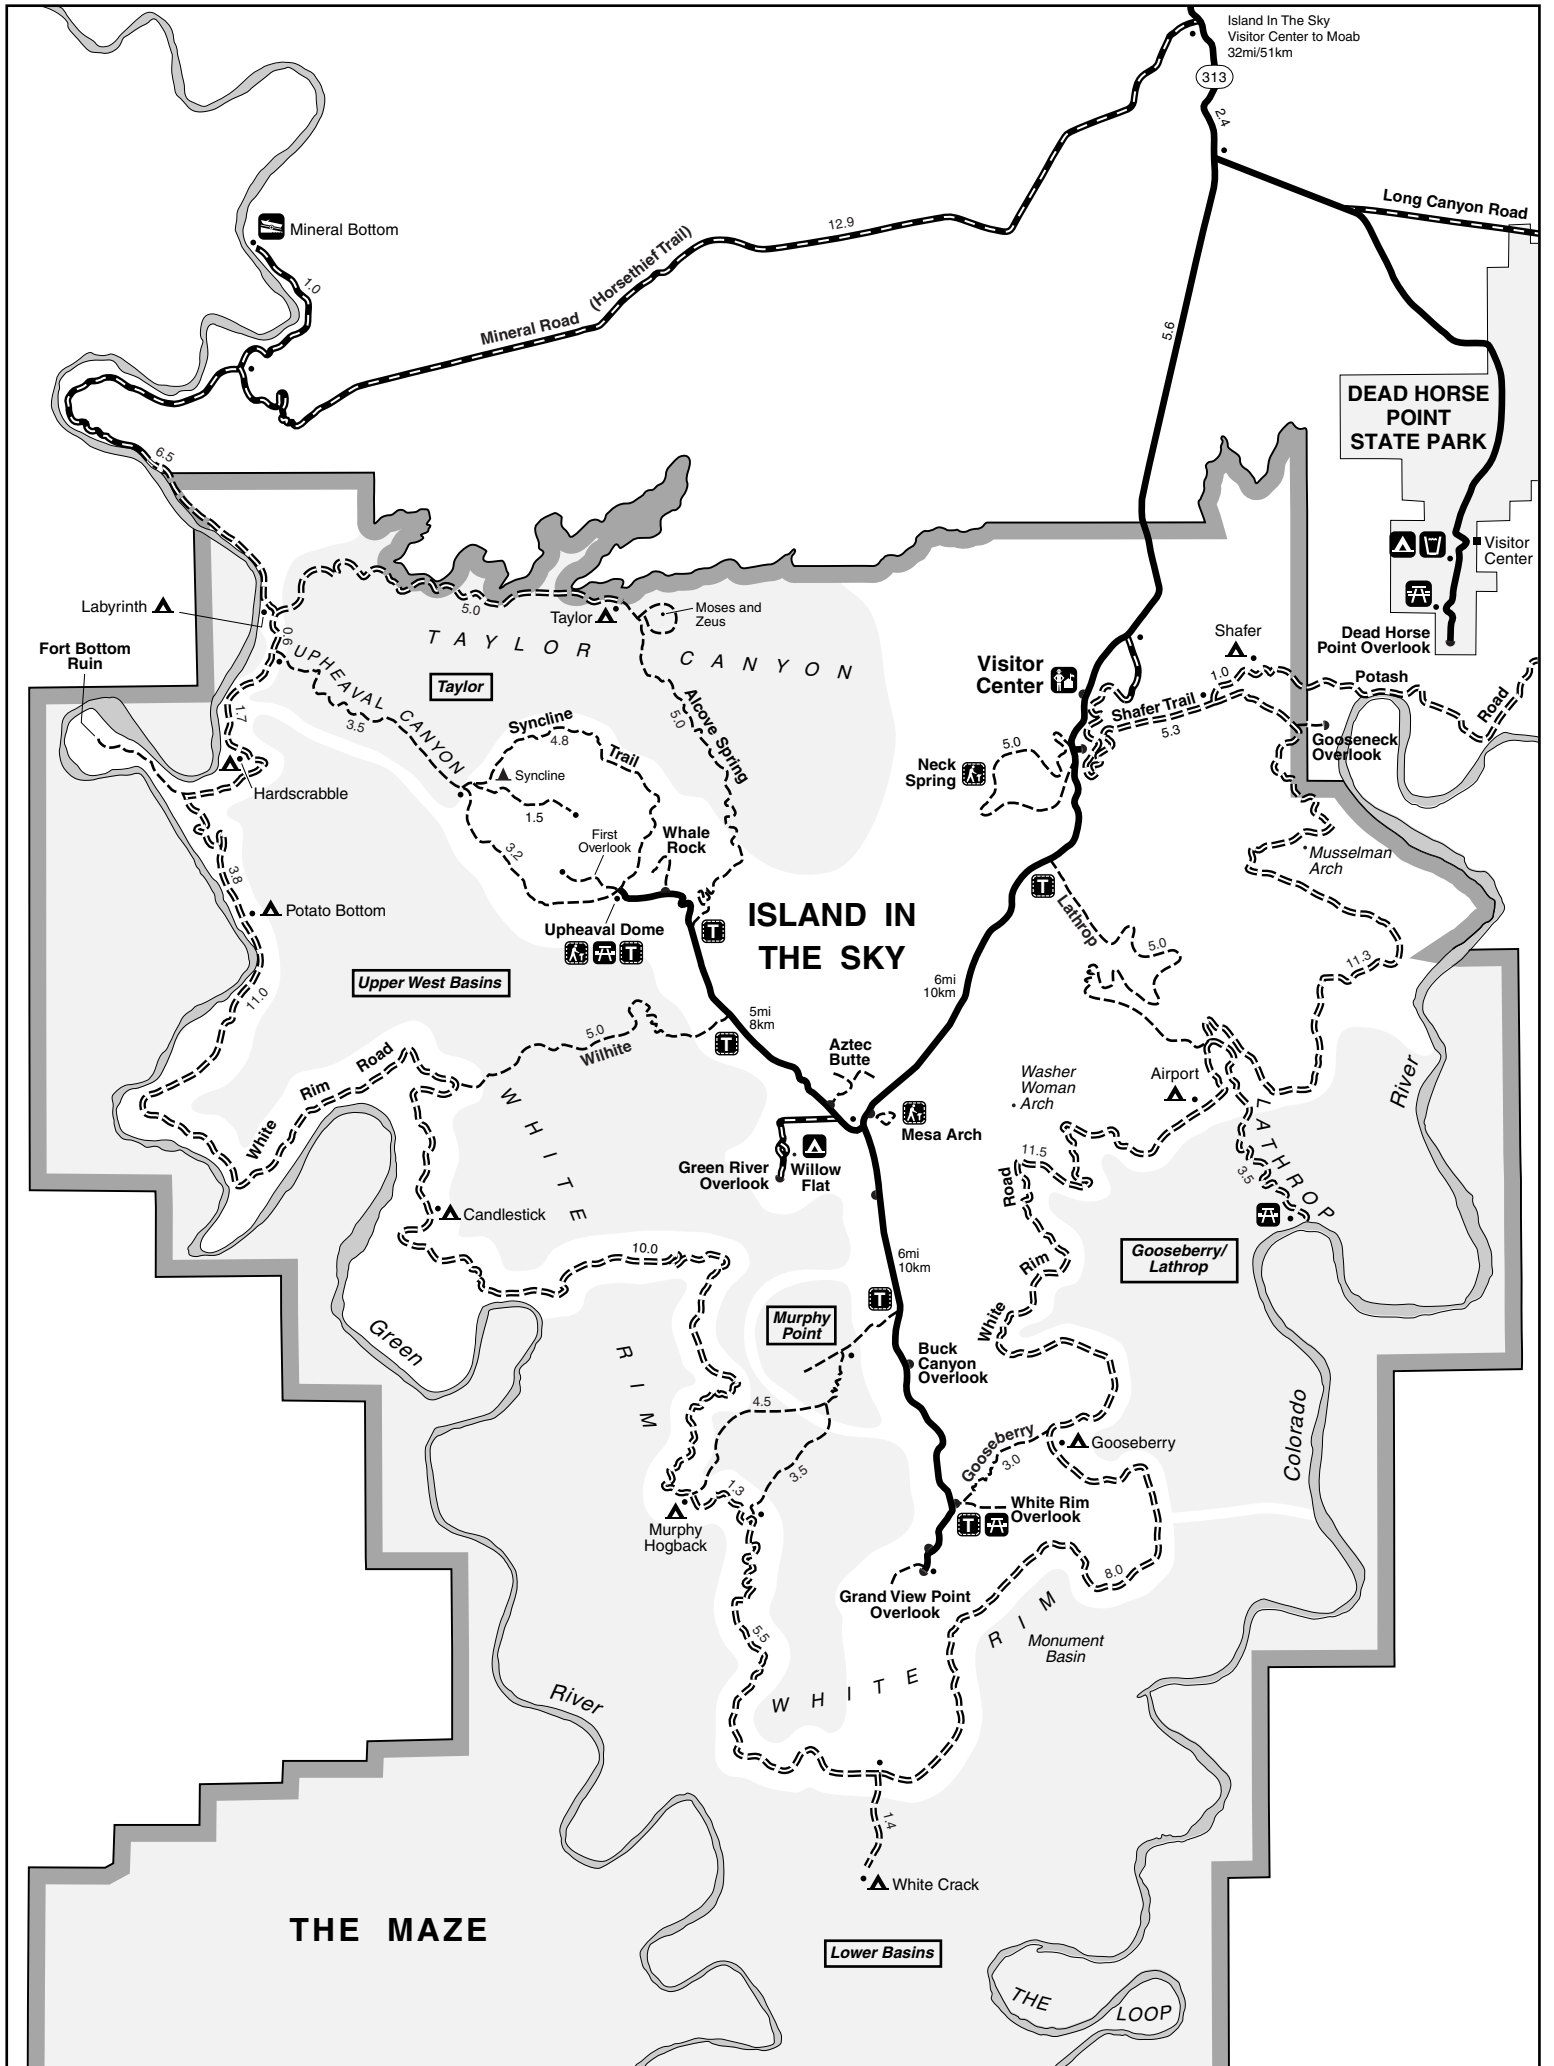 Island In The Sky
Visitor Center to Moab
32mi/51km
313
2.4
Long Canyon Road
Mineral Bottom
1.0
12.9
(Horsethief Trail)
Mineral Road
5.6
DEAD HORSE
POINT
STATE PARK
6.5
Visitor
Center
Labyrinth
5.0
Taylor
Moses and
Zeus
Shafer
Dead Horse
Point Overlook
0.6
Fort Bottom
Ruin
TAYLOR CANYON
Visitor
Center
1.0
Potash
Road
Taylor
UPHEAVAL CANYON
3.5
1.7
Alcove Spring
5.0
Shafer Trail
5.3
Syncline
4.8
Trail
Gooseneck
Overlook
5.0
Neck
Spring
Syncline
Hardscrabble
1.5
First
Overlook
Whale
Rock
3.2
Musselman
Arch
3.8
Potato Bottom
T
Lathrop
5.0
ISLAND IN
THE SKY
Upheaval Dome
T
T
11.3
Upper West Basins
6mi
10km
11.0
5mi
8km
5.0
Wilhite
T
Aztec
Butte
White Rim Road
Washer
Woman
Arch
Airport
River
WHITE
Mesa Arch
LATHROP
11.5
3.5
Green River
Overlook
Willow
Flat
Road
Candlestick
10.0
6mi
10km
Rim
Gooseberry/
Lathrop
T
Murphy
Point
White
Green
RIM
Buck
Canyon
Overlook
4.5
Colorado
Gooseberry
3.0
Gooseberry
3.5
1.3
White Rim
Overlook
T
Murphy
Hogback
8.0
Grand View Point
Overlook
5.5
RIM
Monument
Basin
WHITE
River
1.4
White Crack
THE MAZE
Lower Basins
THE
LOOP